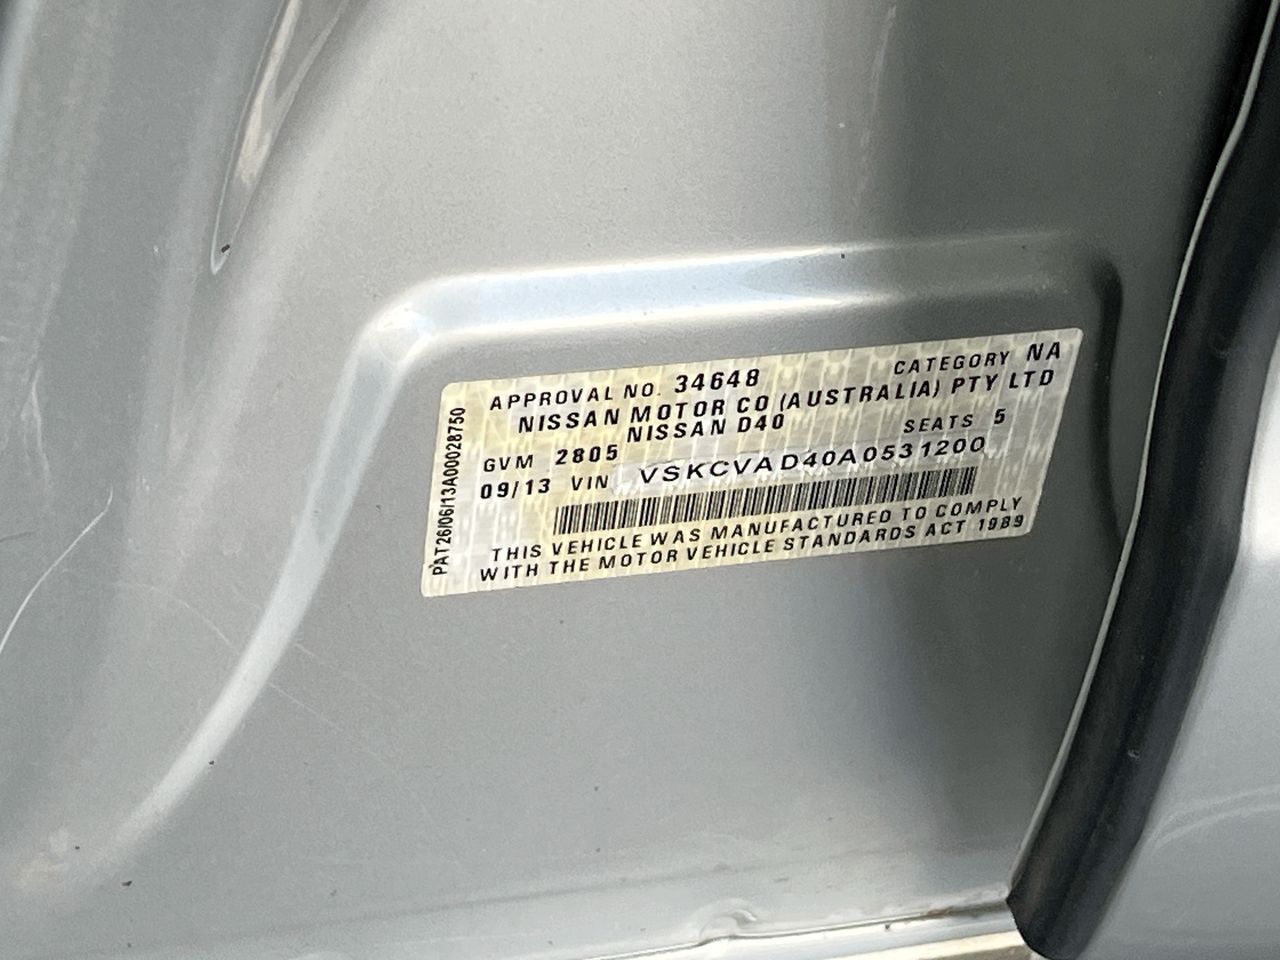 APPROVAL NO. 34648 CATEGORY NA
NISSAN MOTOR CO (AUSTRALIA) PTY LTD
NISSAN D40
GVM 2805 SEATS 5
09/13 VIN VSKCVAD40A0531200
THIS VEHICLE WAS MANUFACTURED TO COMPLY
WITH THE MOTOR VEHICLE STANDARDS ACT 1989
PAT26/06/13A00028750